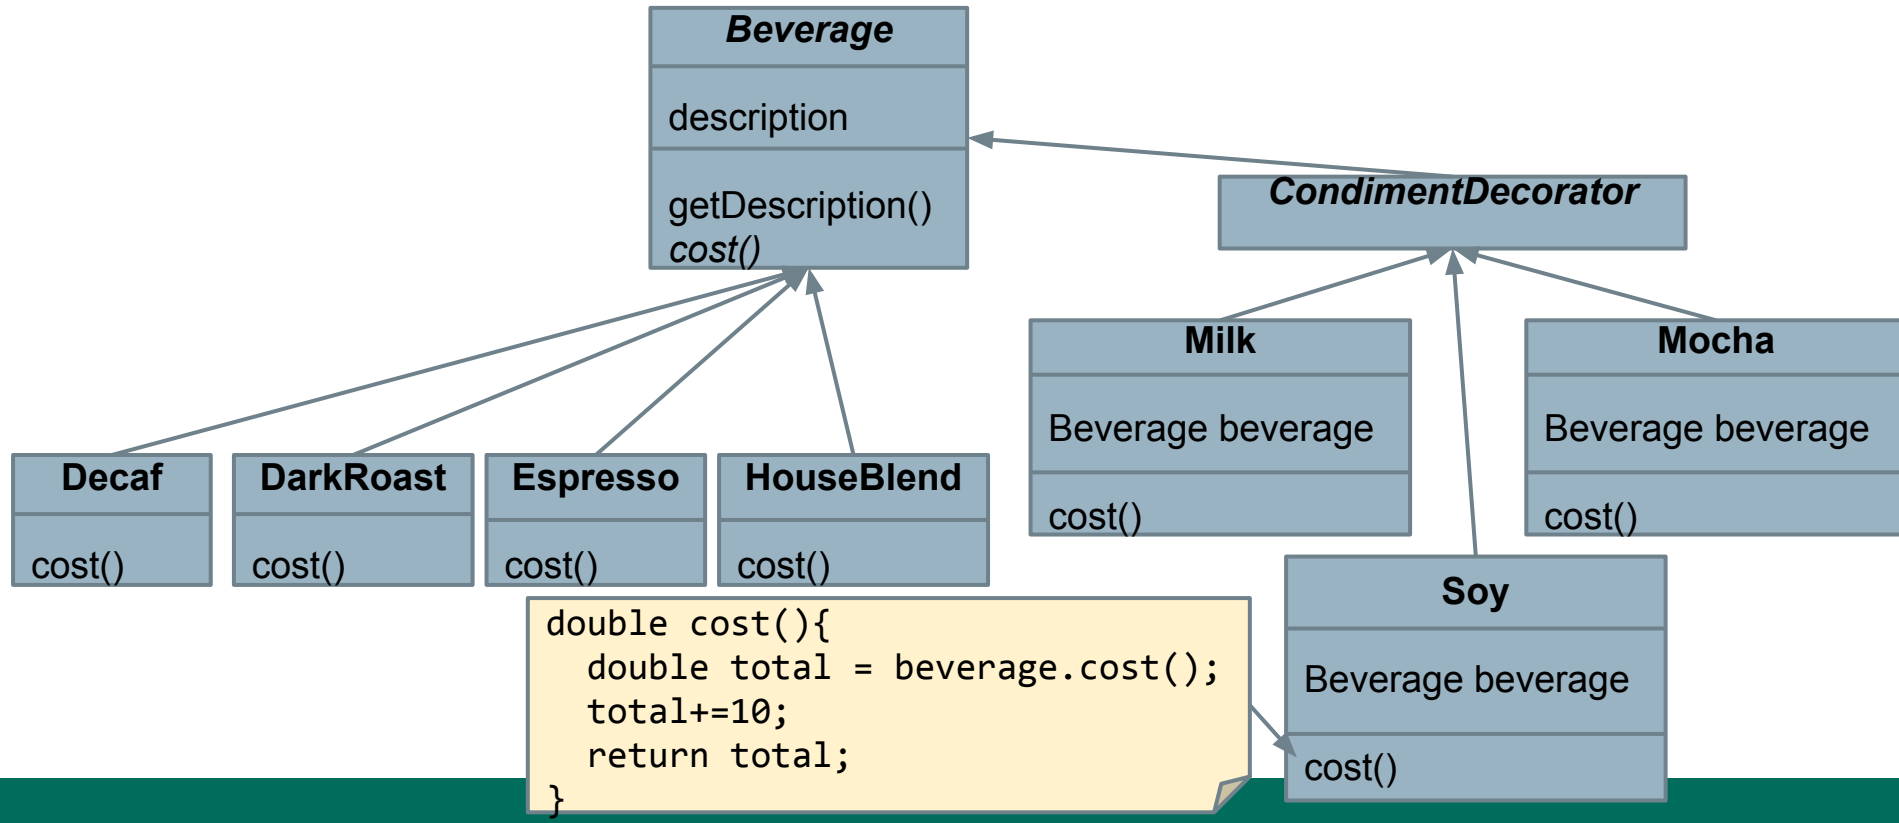 Beverage
description
getDescription()
cost()
CondimentDecorator
Milk
Beverage beverage
cost()
Mocha
Beverage beverage
cost()
Decaf
cost()
DarkRoast
cost()
Espresso
cost()
HouseBlend
cost()
Soy
Beverage beverage
cost()
double cost(){
  double total = beverage.cost();
  total+=10;
  return total;
}